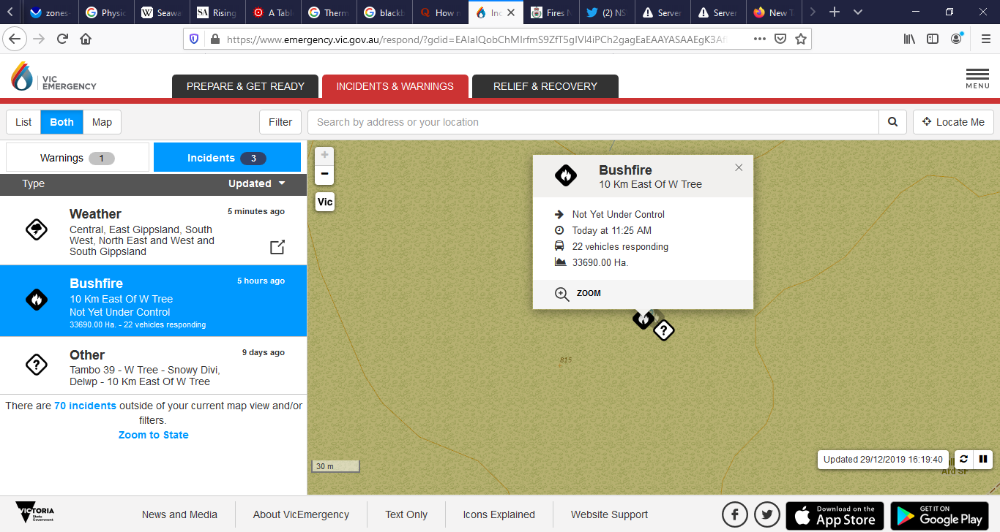 zones-
Physic
Seawa
Rising
A Tabl
Therm
blackb
How r
Inc
Fires N
(2) NS
Server
Server
New T
https://www.emergency.vic.gov.au/respond/?gclid=EAIaIQobChMIrfmS9ZfT5gIVl4iPCh2gagEaEAAYASAAEgK3A
VIC
EMERGENCY
PREPARE & GET READY
INCIDENTS & WARNINGS
RELIEF & RECOVERY
MENU
List
Both
Map
Filter
Search by address or your location
Locate Me
Warnings 1
Incidents 3
Type
Updated
Weather
5 minutes ago
Central, East Gippsland, South
West, North East and West and
South Gippsland
Bushfire
5 hours ago
10 Km East Of W Tree
Not Yet Under Control
33690.00 Ha. - 22 vehicles responding
Other
9 days ago
Tambo 39 - W Tree - Snowy Divi,
Delwp - 10 Km East Of W Tree
There are 70 incidents outside of your current map view and/or
filters.
Zoom to State
+
−
Vic
Bushfire
10 Km East Of W Tree
Not Yet Under Control
Today at 11:25 AM
22 vehicles responding
33690.00 Ha.
ZOOM
?
815
30 m
Updated 29/12/2019 16:19:40
SF
VICTORIA
State
Government
News and Media
About VicEmergency
Text Only
Icons Explained
Website Support
Download on the
App Store
GET IT ON
Google Play